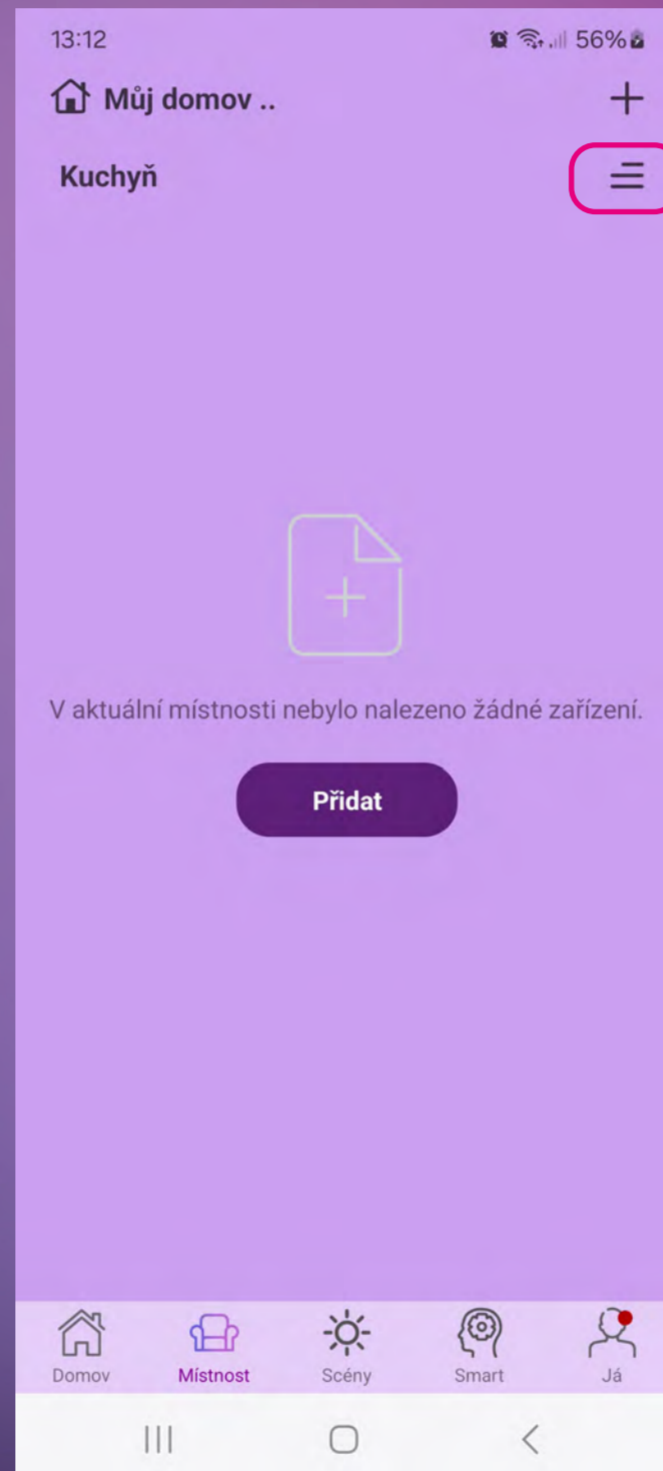 13:12 56%
Můj domov ..
Kuchyň
V aktuální místnosti nebylo nalezeno žádné zařízení.
Přidat
Domov Místnost Scény Smart Já